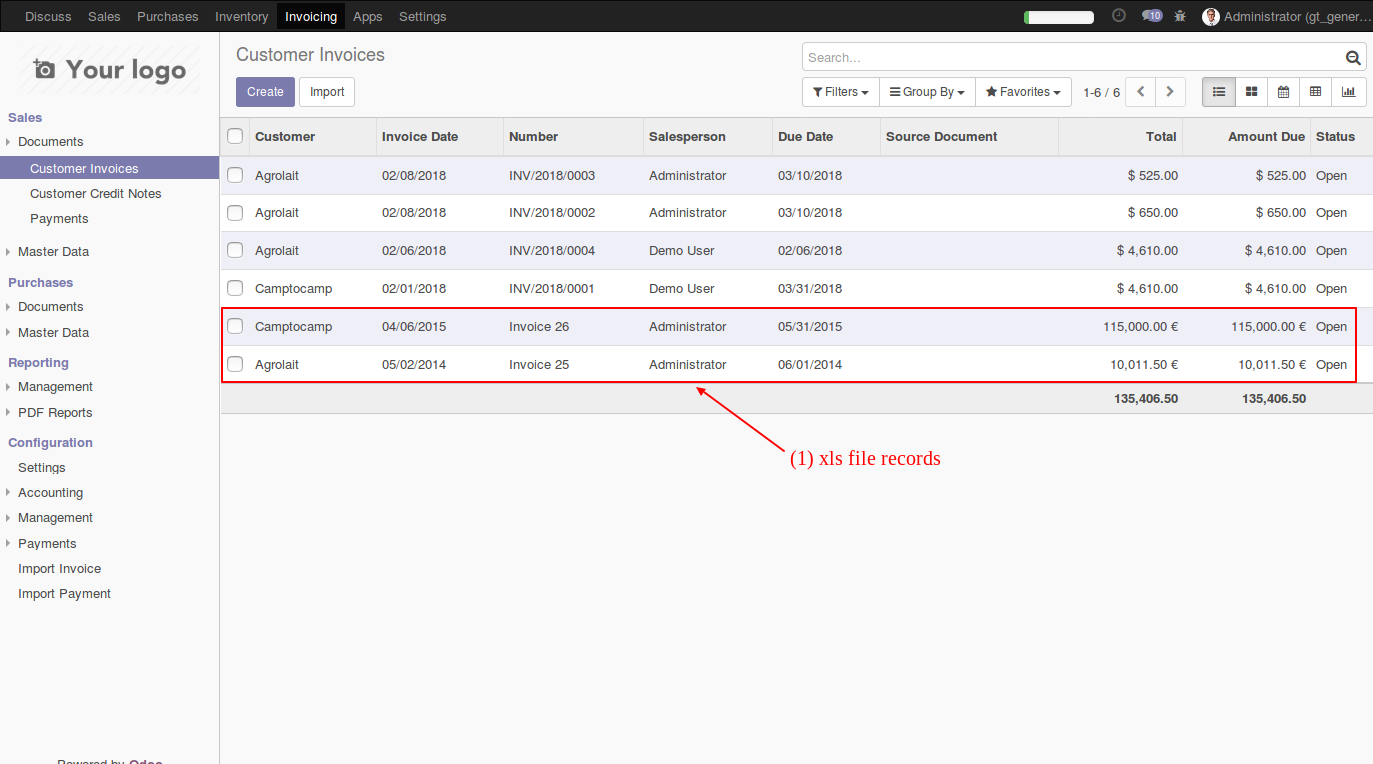 Discuss Sales Purchases Inventory Invoicing Apps Settings 10 Administrator (gt_gener...
Your logo
Customer Invoices
Search...
Create Import
Filters Group By Favorites 1-6 / 6
Sales
Documents
Customer Invoices
Customer Credit Notes
Payments
Master Data
Purchases
Documents
Master Data
Reporting
Management
PDF Reports
Configuration
Settings
Accounting
Management
Payments
Import Invoice
Import Payment
Powered by Odoo
Customer Invoice Date Number Salesperson Due Date Source Document Total Amount Due Status
Agrolait 02/08/2018 INV/2018/0003 Administrator 03/10/2018 $ 525.00 $ 525.00 Open
Agrolait 02/08/2018 INV/2018/0002 Administrator 03/10/2018 $ 650.00 $ 650.00 Open
Agrolait 02/06/2018 INV/2018/0004 Demo User 02/06/2018 $ 4,610.00 $ 4,610.00 Open
Camptocamp 02/01/2018 INV/2018/0001 Demo User 03/31/2018 $ 4,610.00 $ 4,610.00 Open
Camptocamp 04/06/2015 Invoice 26 Administrator 05/31/2015 115,000.00 € 115,000.00 € Open
Agrolait 05/02/2014 Invoice 25 Administrator 06/01/2014 10,011.50 € 10,011.50 € Open
135,406.50 135,406.50
(1) xls file records